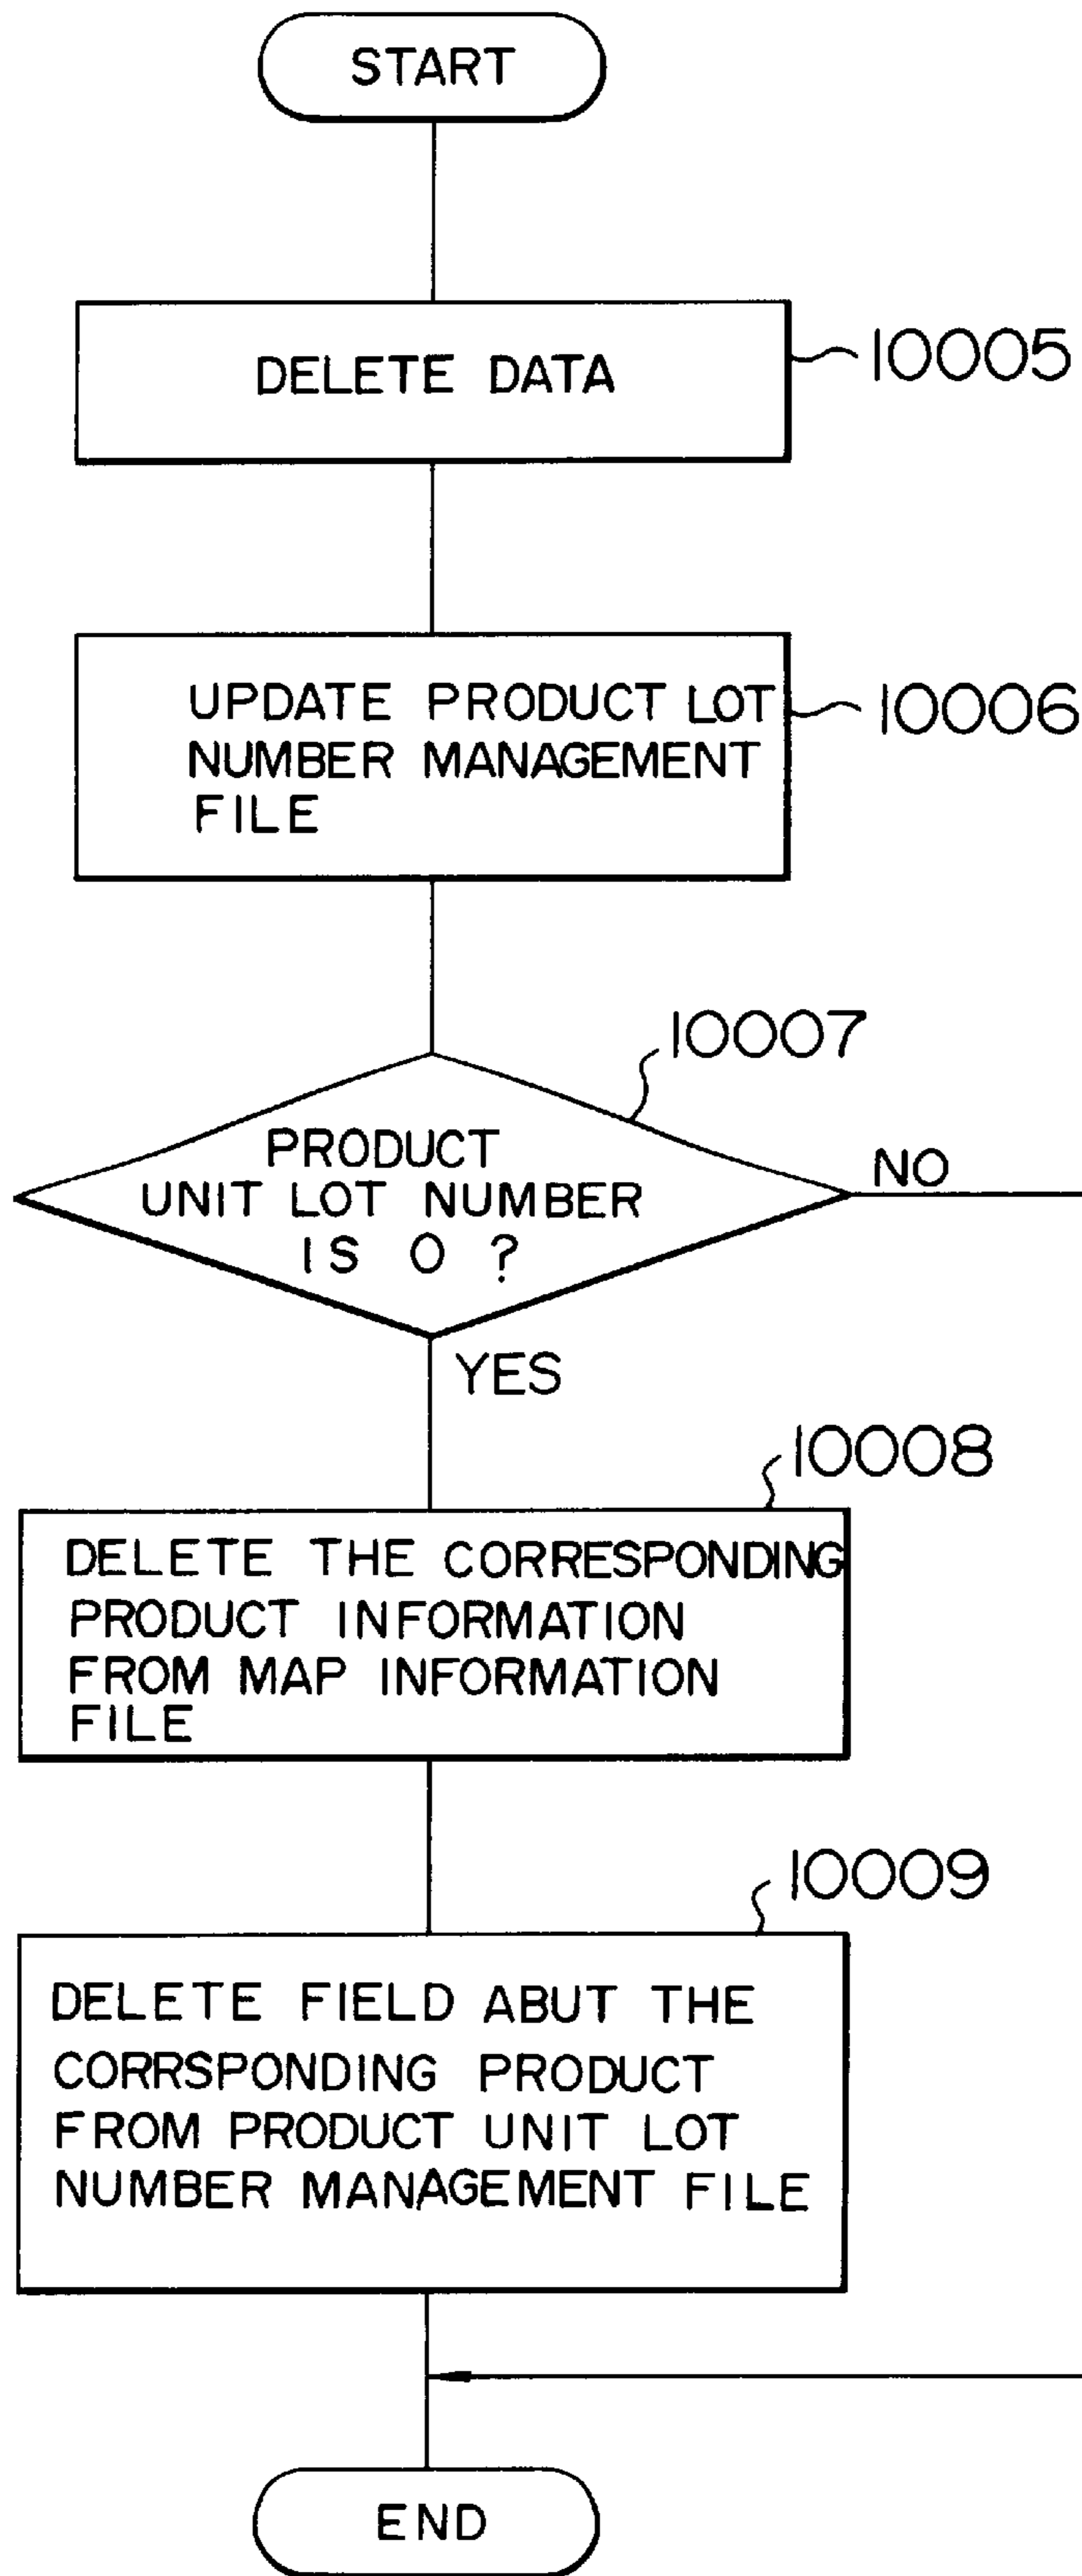 START
DELETE DATA
10005
UPDATE PRODUCT LOT
NUMBER MANAGEMENT
FILE
10006
10007
PRODUCT
UNIT LOT NUMBER
IS 0 ?
NO
YES
10008
DELETE THE CORRESPONDING
PRODUCT INFORMATION
FROM MAP INFORMATION
FILE
10009
DELETE FIELD ABUT THE
CORRSPONDING PRODUCT
FROM PRODUCT UNIT LOT
NUMBER MANAGEMENT FILE
END